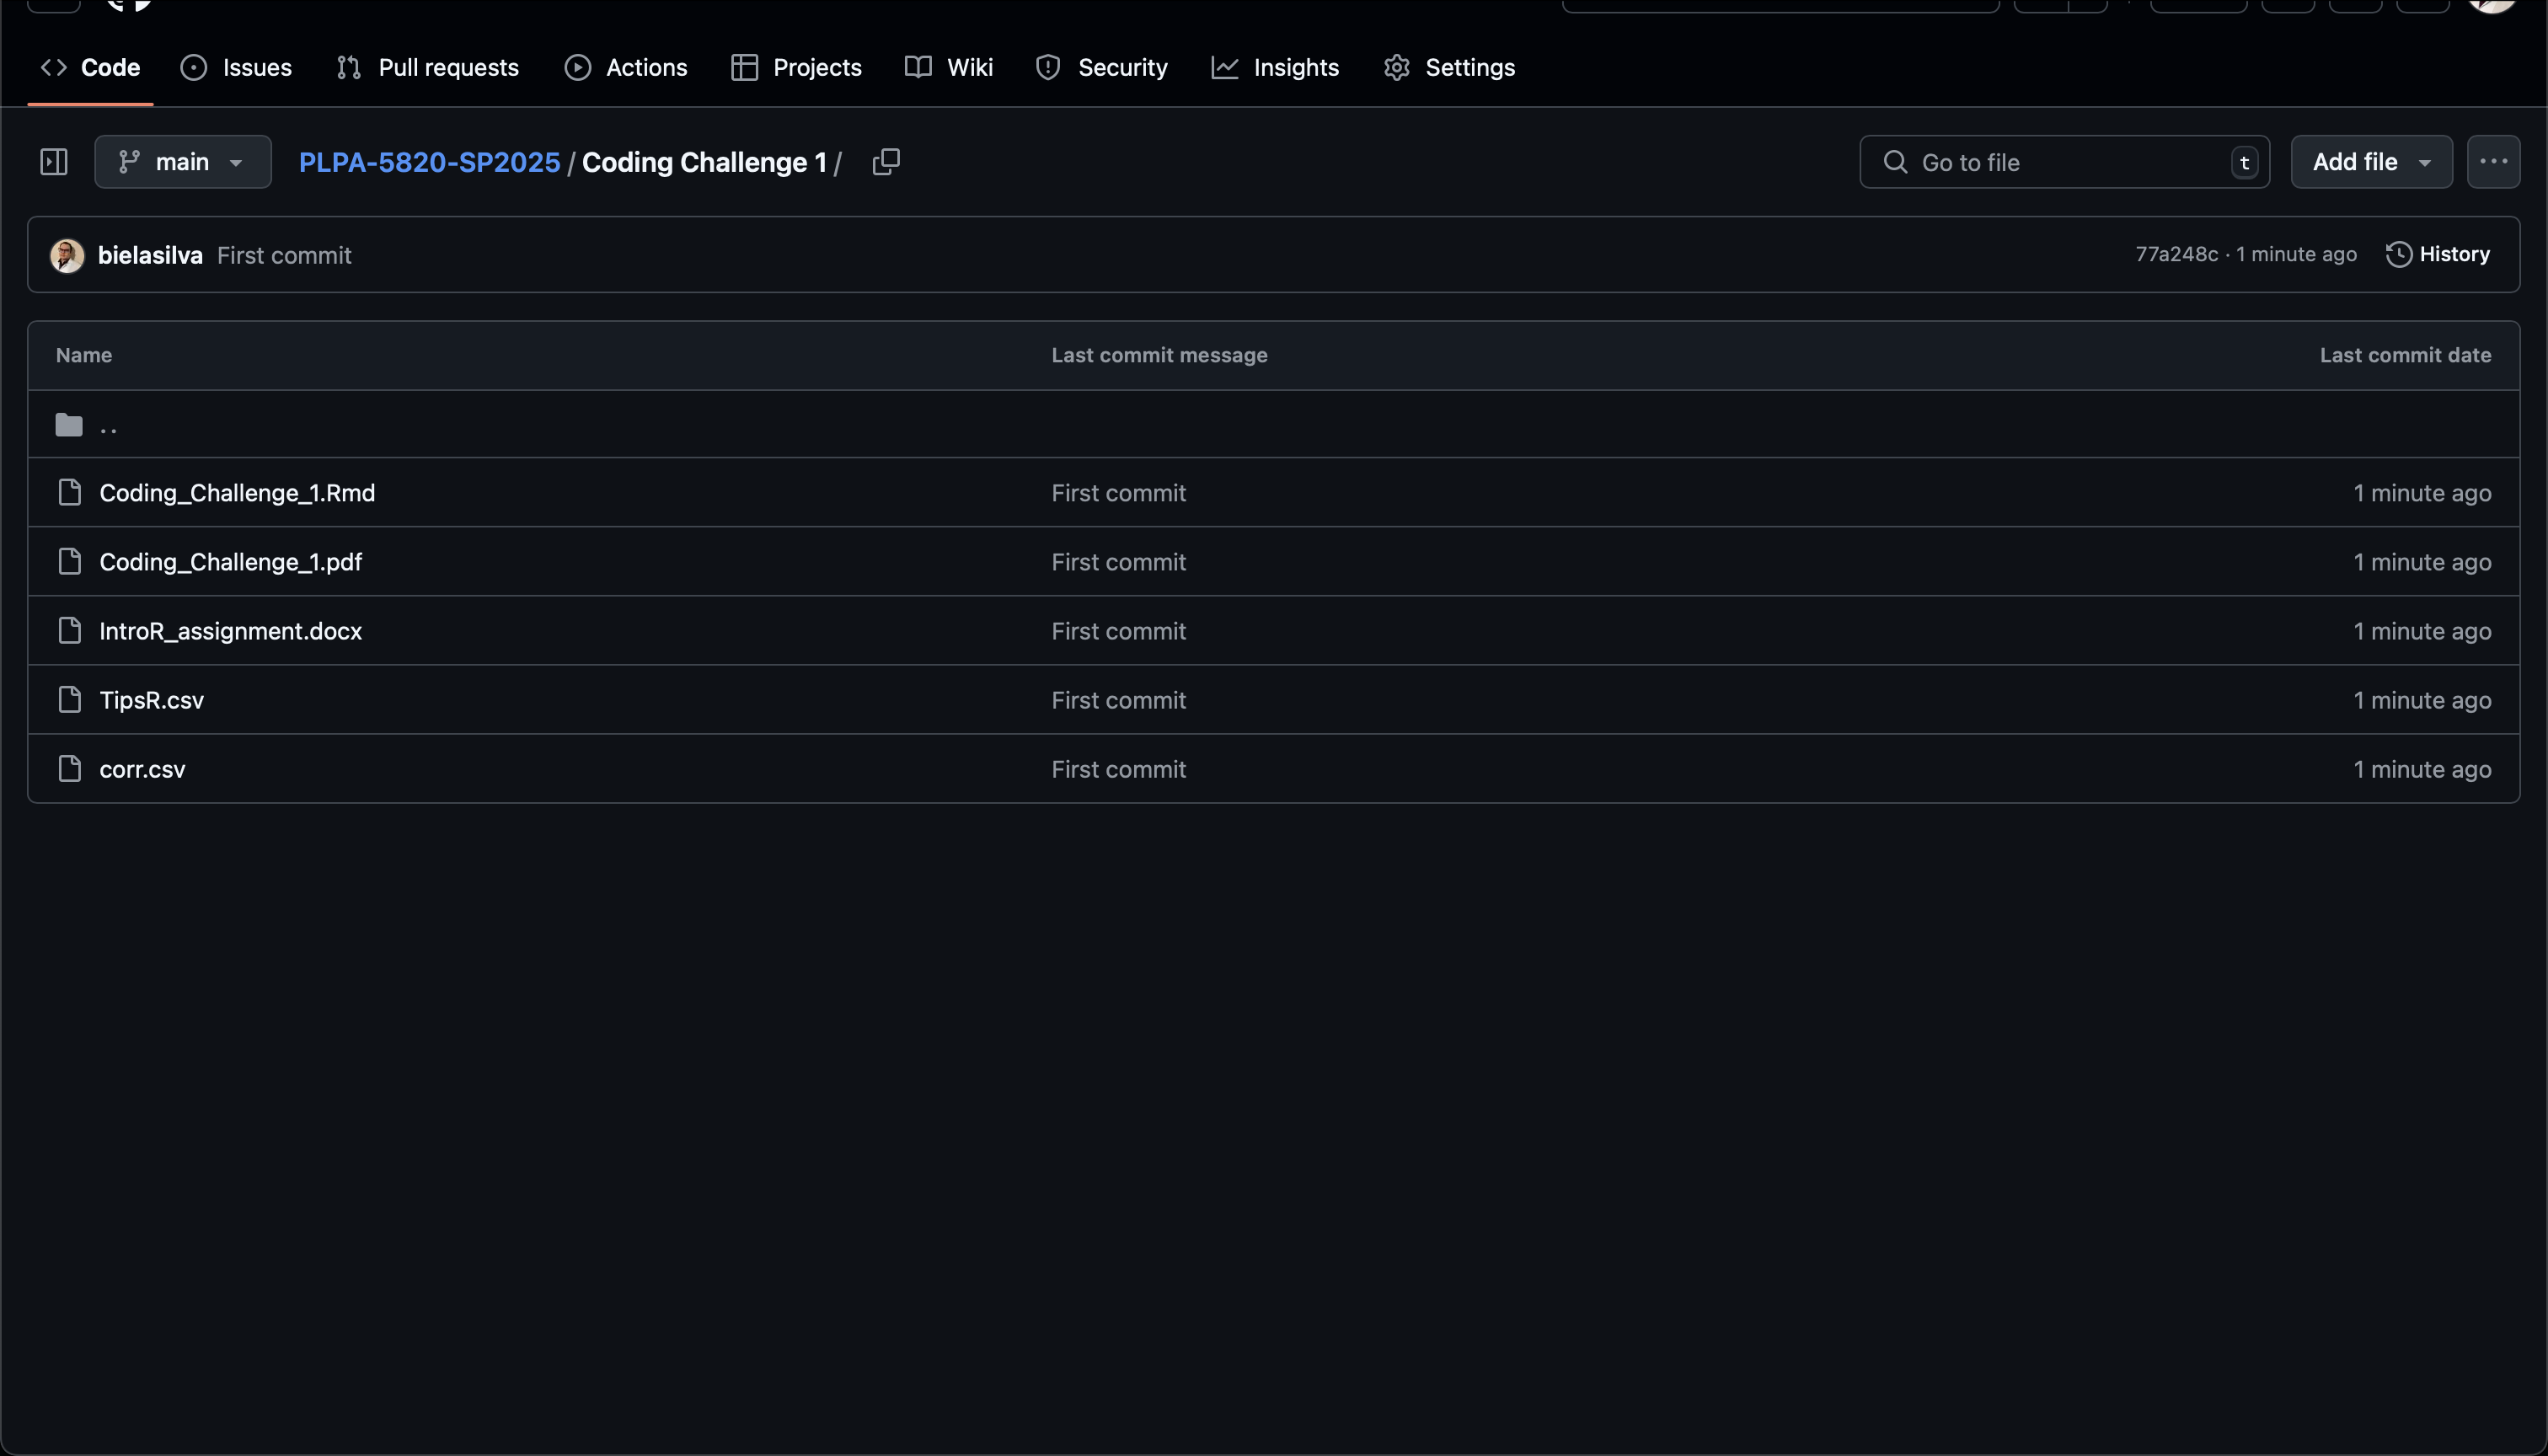 Code Issues Pull requests Actions Projects Wiki Security Insights Settings
main PLPA-5820-SP2025 / Coding Challenge 1 / Go to file t Add file
bielasilva First commit 77a248c · 1 minute ago History
Name Last commit message Last commit date
..
Coding_Challenge_1.Rmd First commit 1 minute ago
Coding_Challenge_1.pdf First commit 1 minute ago
IntroR_assignment.docx First commit 1 minute ago
TipsR.csv First commit 1 minute ago
corr.csv First commit 1 minute ago